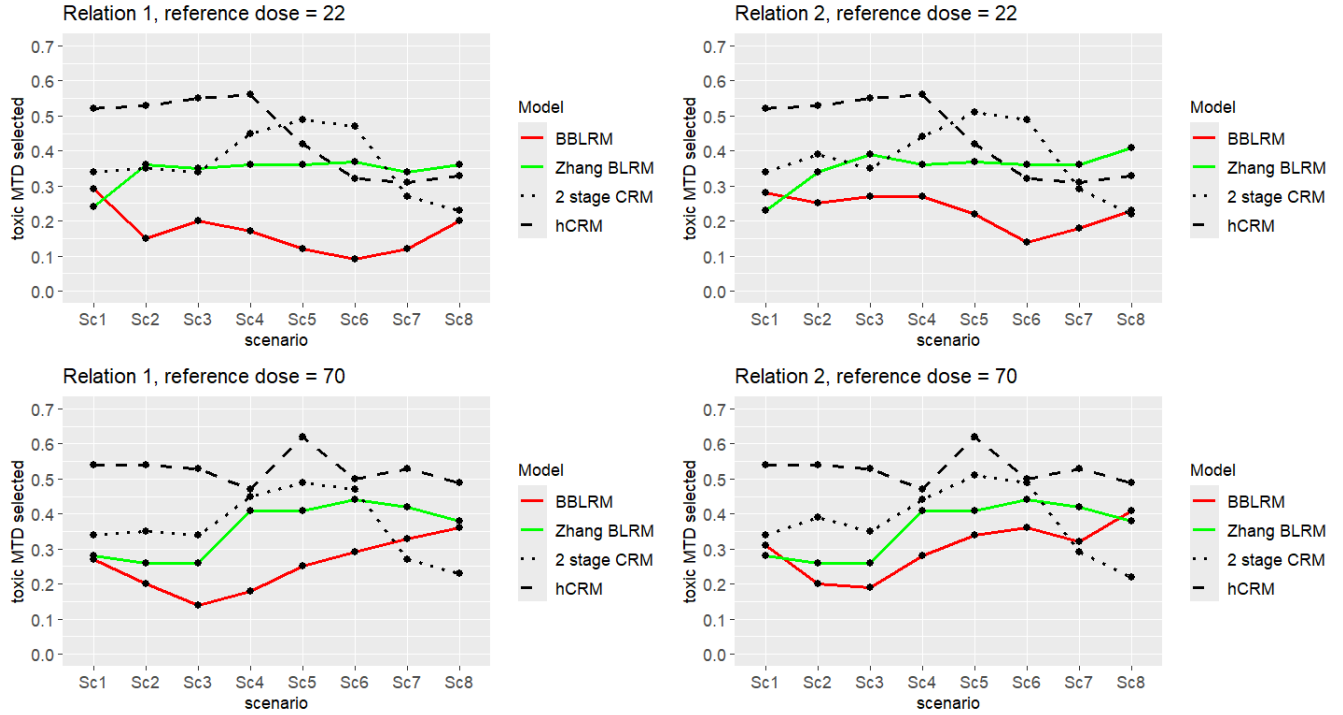 Relation 1, reference dose = 22
toxic MTD selected
0.7
0.6
0.5
0.4
0.3
0.2
0.1
0.0
Sc1 Sc2 Sc3 Sc4 Sc5 Sc6 Sc7 Sc8
scenario
Model
BBLRM
Zhang BLRM
2 stage CRM
hCRM
Relation 2, reference dose = 22
toxic MTD selected
0.7
0.6
0.5
0.4
0.3
0.2
0.1
0.0
Sc1 Sc2 Sc3 Sc4 Sc5 Sc6 Sc7 Sc8
scenario
Model
BBLRM
Zhang BLRM
2 stage CRM
hCRM
Relation 1, reference dose = 70
toxic MTD selected
0.7
0.6
0.5
0.4
0.3
0.2
0.1
0.0
Sc1 Sc2 Sc3 Sc4 Sc5 Sc6 Sc7 Sc8
scenario
Model
BBLRM
Zhang BLRM
2 stage CRM
hCRM
Relation 2, reference dose = 70
toxic MTD selected
0.7
0.6
0.5
0.4
0.3
0.2
0.1
0.0
Sc1 Sc2 Sc3 Sc4 Sc5 Sc6 Sc7 Sc8
scenario
Model
BBLRM
Zhang BLRM
2 stage CRM
hCRM